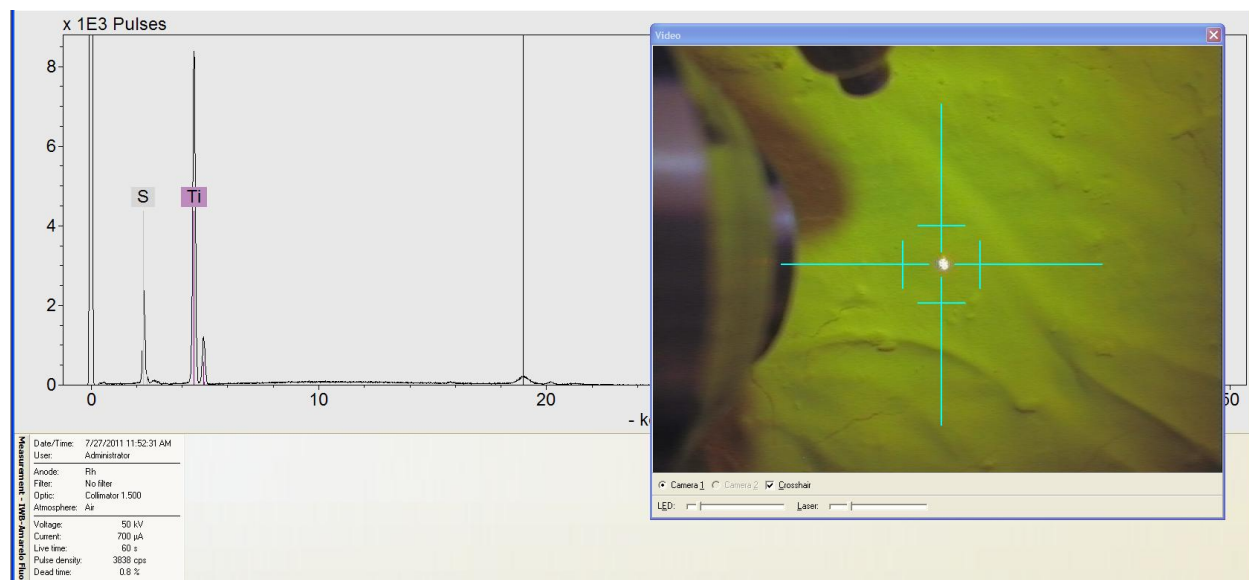 x 1E3 Pulses
8
6
4
2
0
S
Ti
0
10
20
50
- k
Video
Camera 1 Camera 2 Crosshair
LED: Laser:
Date/Time: 7/27/2011 11:52:31 AM
User: Administrator
Anode: Rh
Filter: No filter
Optic: Collimator 1.500
Atmosphere: Air
Voltage: 50 kV
Current: 700 µA
Live time: 60 s
Pulse density: 3838 cps
Dead time: 0.8 %
Measurement - IWB-Amarelo Fluo